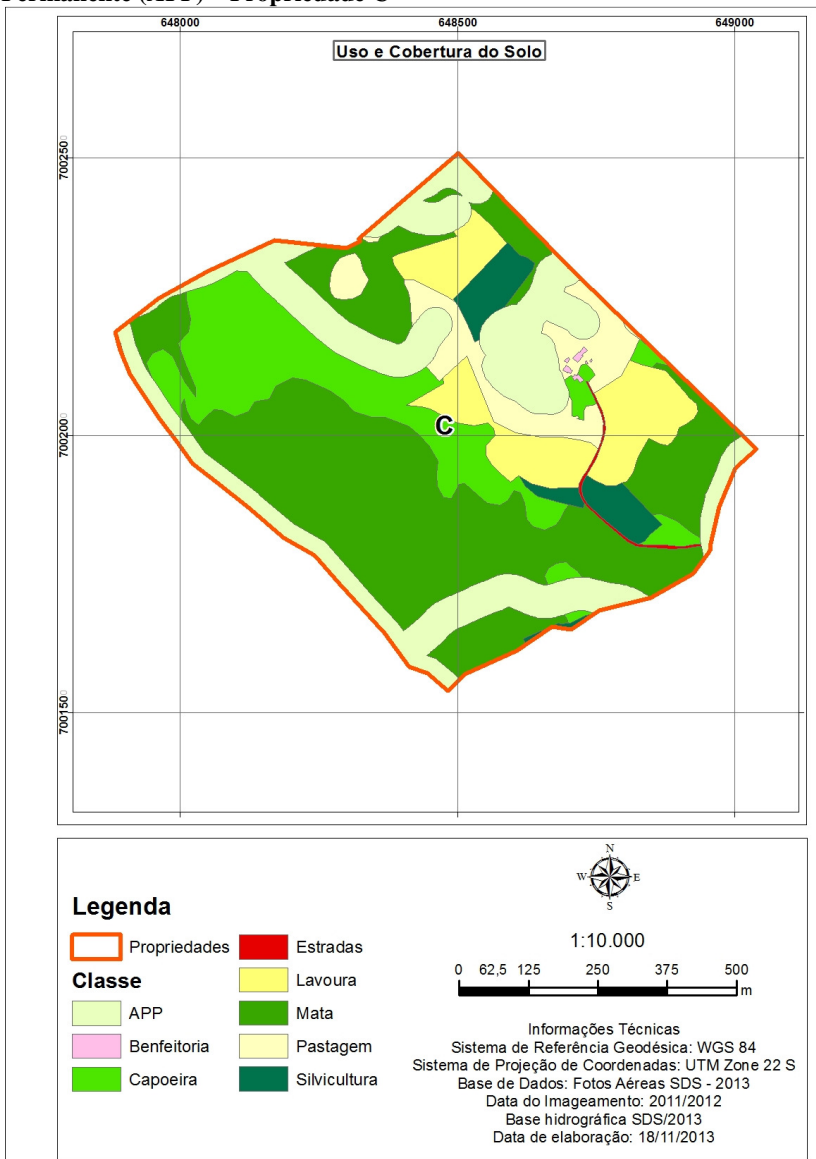 Permanente (APP) – Propriedade C
648000 648500 649000
Uso e Cobertura do Solo
7002500
7002000
7001500
C
N
W E
S
Legenda
Propriedades
Classe
APP
Benfeitoria
Capoeira
Estradas
Lavoura
Mata
Pastagem
Silvicultura
1:10.000
0 62,5 125 250 375 500
m
Informações Técnicas
Sistema de Referência Geodésica: WGS 84
Sistema de Projeção de Coordenadas: UTM Zone 22 S
Base de Dados: Fotos Aéreas SDS - 2013
Data do Imageamento: 2011/2012
Base hidrográfica SDS/2013
Data de elaboração: 18/11/2013